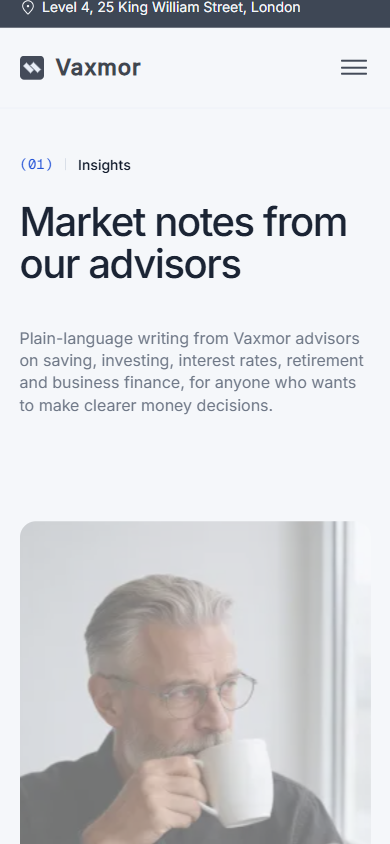 Level 4, 25 King William Street, London
Vaxmor
(01) Insights
Market notes from
our advisors
Plain-language writing from Vaxmor advisors
on saving, investing, interest rates, retirement
and business finance, for anyone who wants
to make clearer money decisions.